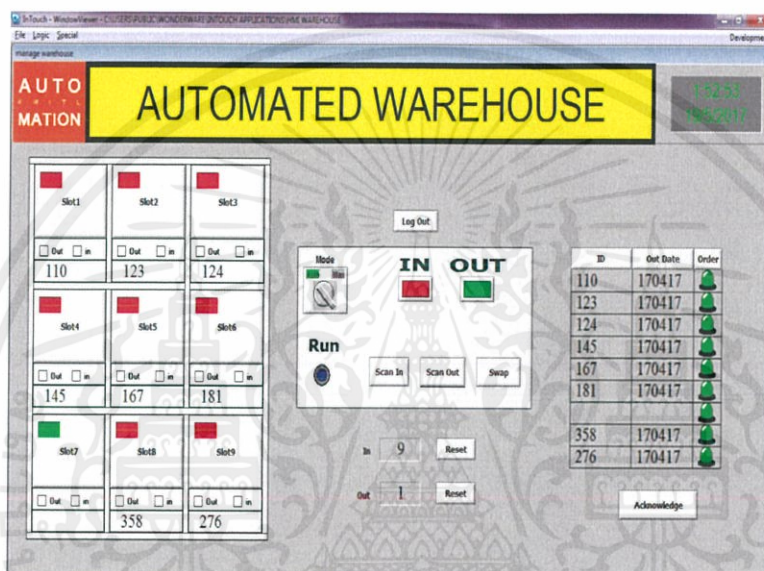 InTouch - WindowViewer - C:\USERS\PUBLIC\WONDERWARE\INTOUCH APPLICATIONS\HMI WAREHOUSE
File Logic Special
Developme
manage warehouse
AUTO
MATION
AUTOMATED WAREHOUSE
1:52:53
Slot1 Slot2 Slot3
Out in Out in Out in
110 123 124
Slot4 Slot5 Slot6
Out in Out in Out in
145 167 181
Slot7 Slot8 Slot9
Out in Out in Out in
358 276
Log Out
Mode
IN OUT
Run
Scan In Scan Out Swap
In 9 Reset
Out 1 Reset
ID Out Date Order
110 170417
123 170417
124 170417
145 170417
167 170417
181 170417
358 170417
276 170417
Acknowledge